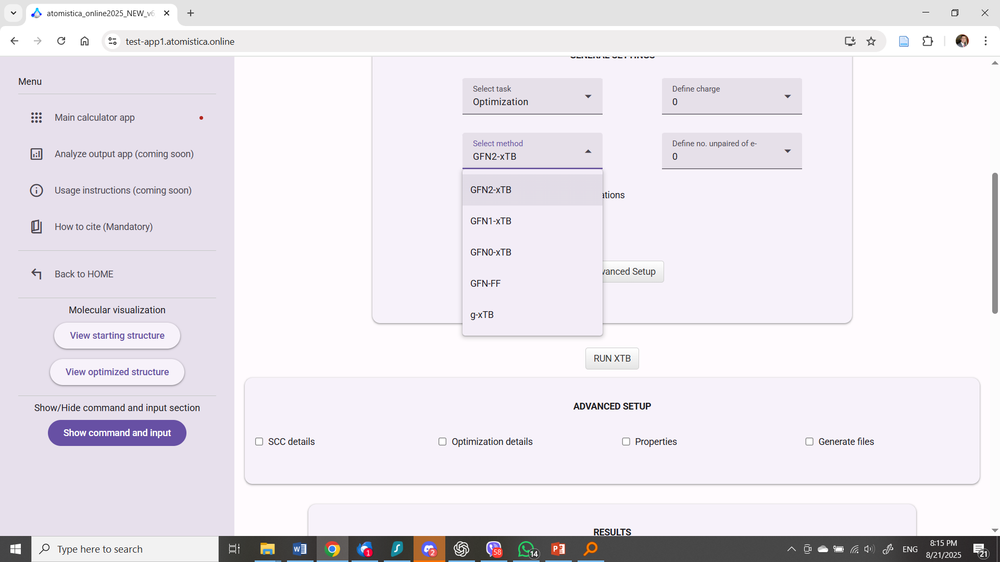 atomistica_online2025_NEW_v6
test-app1.atomistica.online
Menu
Main calculator app
Analyze output app (coming soon)
Usage instructions (coming soon)
How to cite (Mandatory)
Back to HOME
Molecular visualization
View starting structure
View optimized structure
Show/Hide command and input section
Show command and input
GENERAL SETTINGS
Select task
Optimization
Define charge
0
Select method
GFN2-xTB
Define no. unpaired of e-
0
GFN2-xTB
GFN1-xTB
GFN0-xTB
GFN-FF
g-xTB
ations
vanced Setup
RUN XTB
ADVANCED SETUP
SCC details
Optimization details
Properties
Generate files
RESULTS
Type here to search
1
2
58
14
ENG
8:15 PM
8/21/2025
21